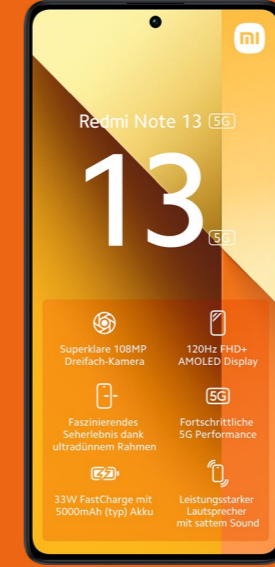 mi
Redmi Note 13 5G
13 5G
Superklare 108MP
Dreifach-Kamera
120Hz FHD+
AMOLED Display
Faszinierendes
Seherlebnis dank
ultradünnem Rahmen
5G
Fortschrittliche
5G Performance
33W FastCharge mit
5000mAh (typ) Akku
Leistungsstarker
Lautsprecher
mit sattem Sound